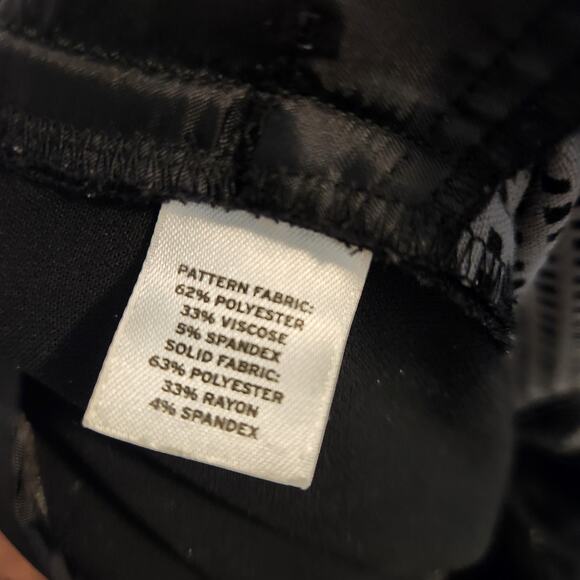 PATTERN FABRIC:
62% POLYESTER
33% VISCOSE
5% SPANDEX
SOLID FABRIC:
63% POLYESTER
33% RAYON
4% SPANDEX